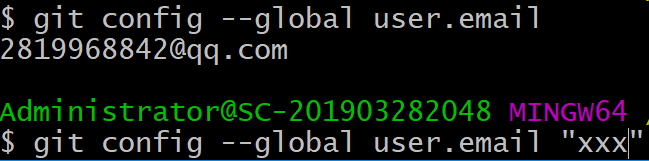 $ git config --global user.email
2819968842@qq.com
Administrator@SC-201903282048 MINGW64
$ git config --global user.email "xxx"